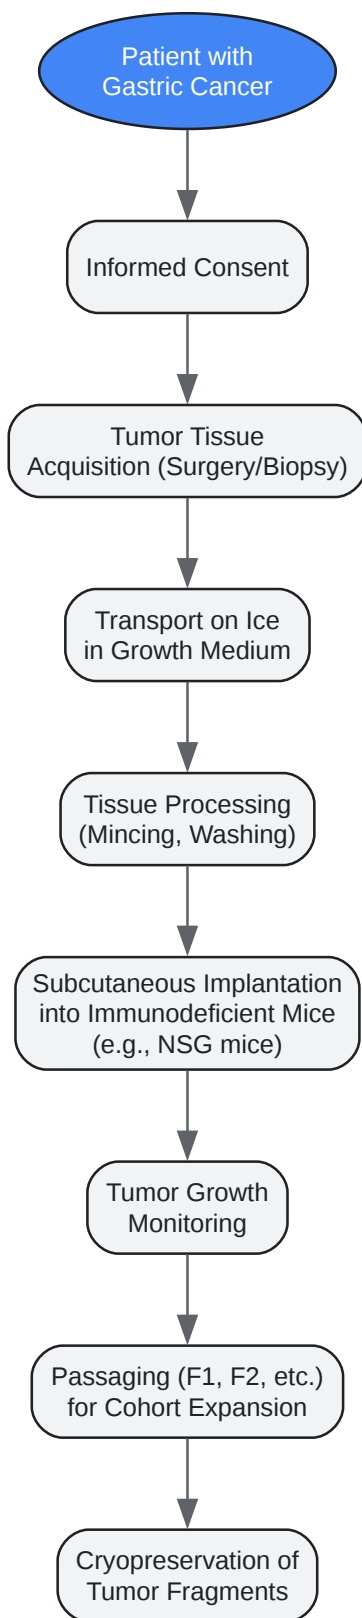 Patient with
Gastric Cancer
Informed Consent
Tumor Tissue
Acquisition (Surgery/Biopsy)
Transport on Ice
in Growth Medium
Tissue Processing
(Mincing, Washing)
Subcutaneous Implantation
into Immunodeficient Mice
(e.g., NSG mice)
Tumor Growth
Monitoring
Passaging (F1, F2, etc.)
for Cohort Expansion
Cryopreservation of
Tumor Fragments